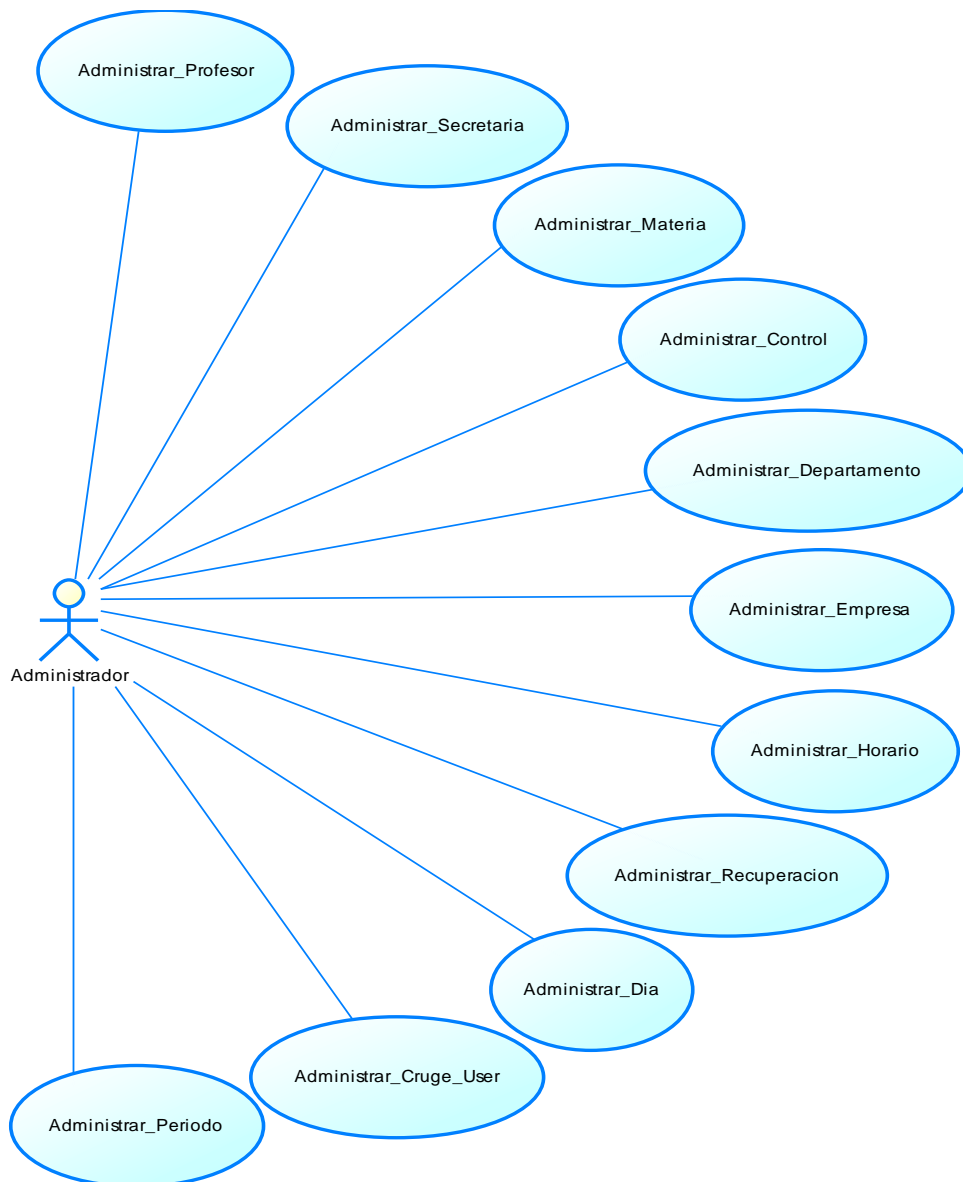 Administrar_Profesor
Administrar_Secretaria
Administrar_Materia
Administrar_Control
Administrar_Departamento
Administrar_Empresa
Administrador
Administrar_Horario
Administrar_Recuperacion
Administrar_Dia
Administrar_Cruge_User
Administrar_Periodo